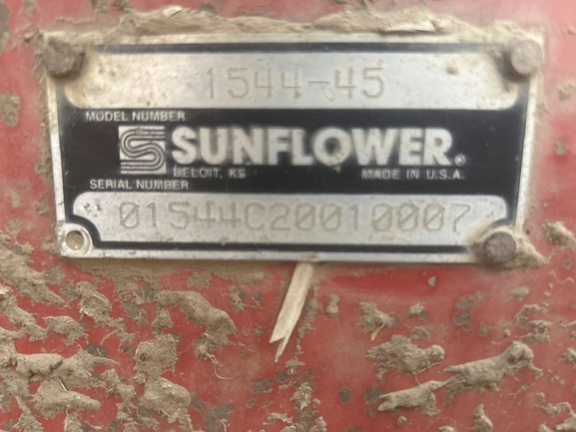 1544-45
MODEL NUMBER
SUNFLOWER®
BELOIT, KS MADE IN U.S.A.
SERIAL NUMBER
01544C20010007